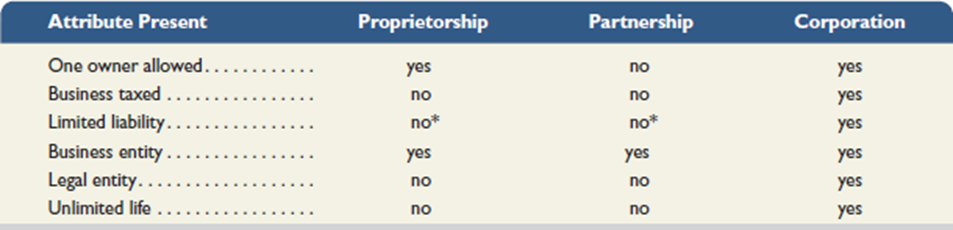 Attribute Present Proprietorship Partnership Corporation
One owner allowed............ yes no yes
Business taxed................ no no yes
Limited liability................ no* no* yes
Business entity................ yes yes yes
Legal entity................... no no yes
Unlimited life................. no no yes